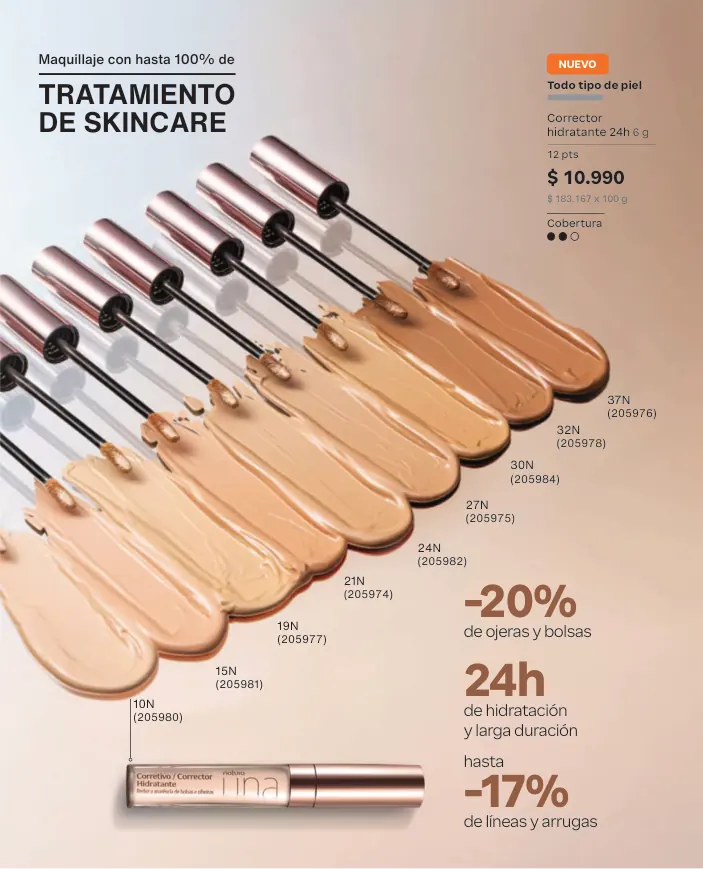 Maquillaje con hasta 100% de
TRATAMIENTO
DE SKINCARE
NUEVO
Todo tipo de piel
Corrector
hidratante 24h 6 g
12 pts
$ 10.990
$ 183.167 x 100 g
Cobertura
37N
(205976)
32N
(205978)
30N
(205984)
27N
(205975)
24N
(205982)
21N
(205974)
19N
(205977)
15N
(205981)
10N
(205980)
-20%
de ojeras y bolsas
24h
de hidratación
y larga duración
hasta
-17%
de líneas y arrugas
Corretivo / Corrector
Hidratante
natura
una